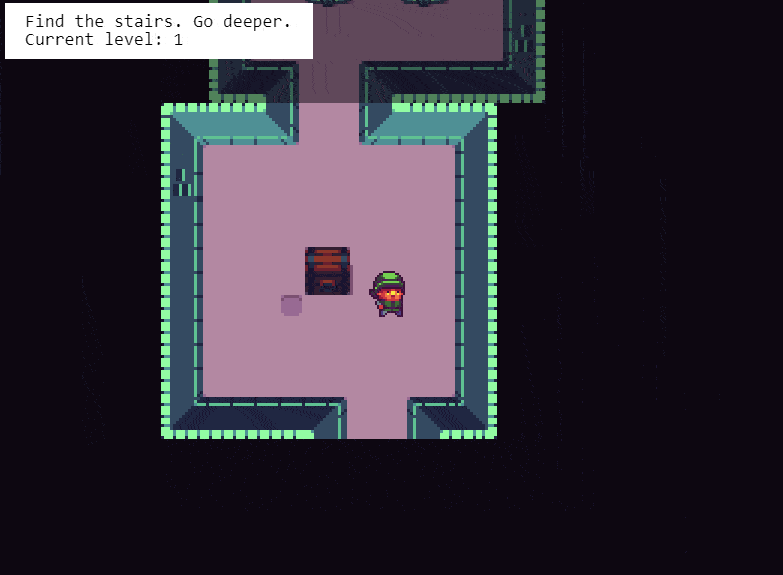 Find the stairs. Go deeper.
Current level: 1